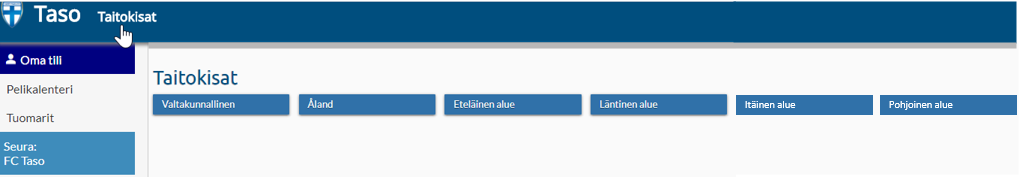 Taso Taitokisat
Oma tili
Pelikalenteri
Tuomarit
Seura:
FC Taso
Taitokisat
Valtakunnallinen Åland Eteläinen alue Läntinen alue Itäinen alue Pohjoinen alue